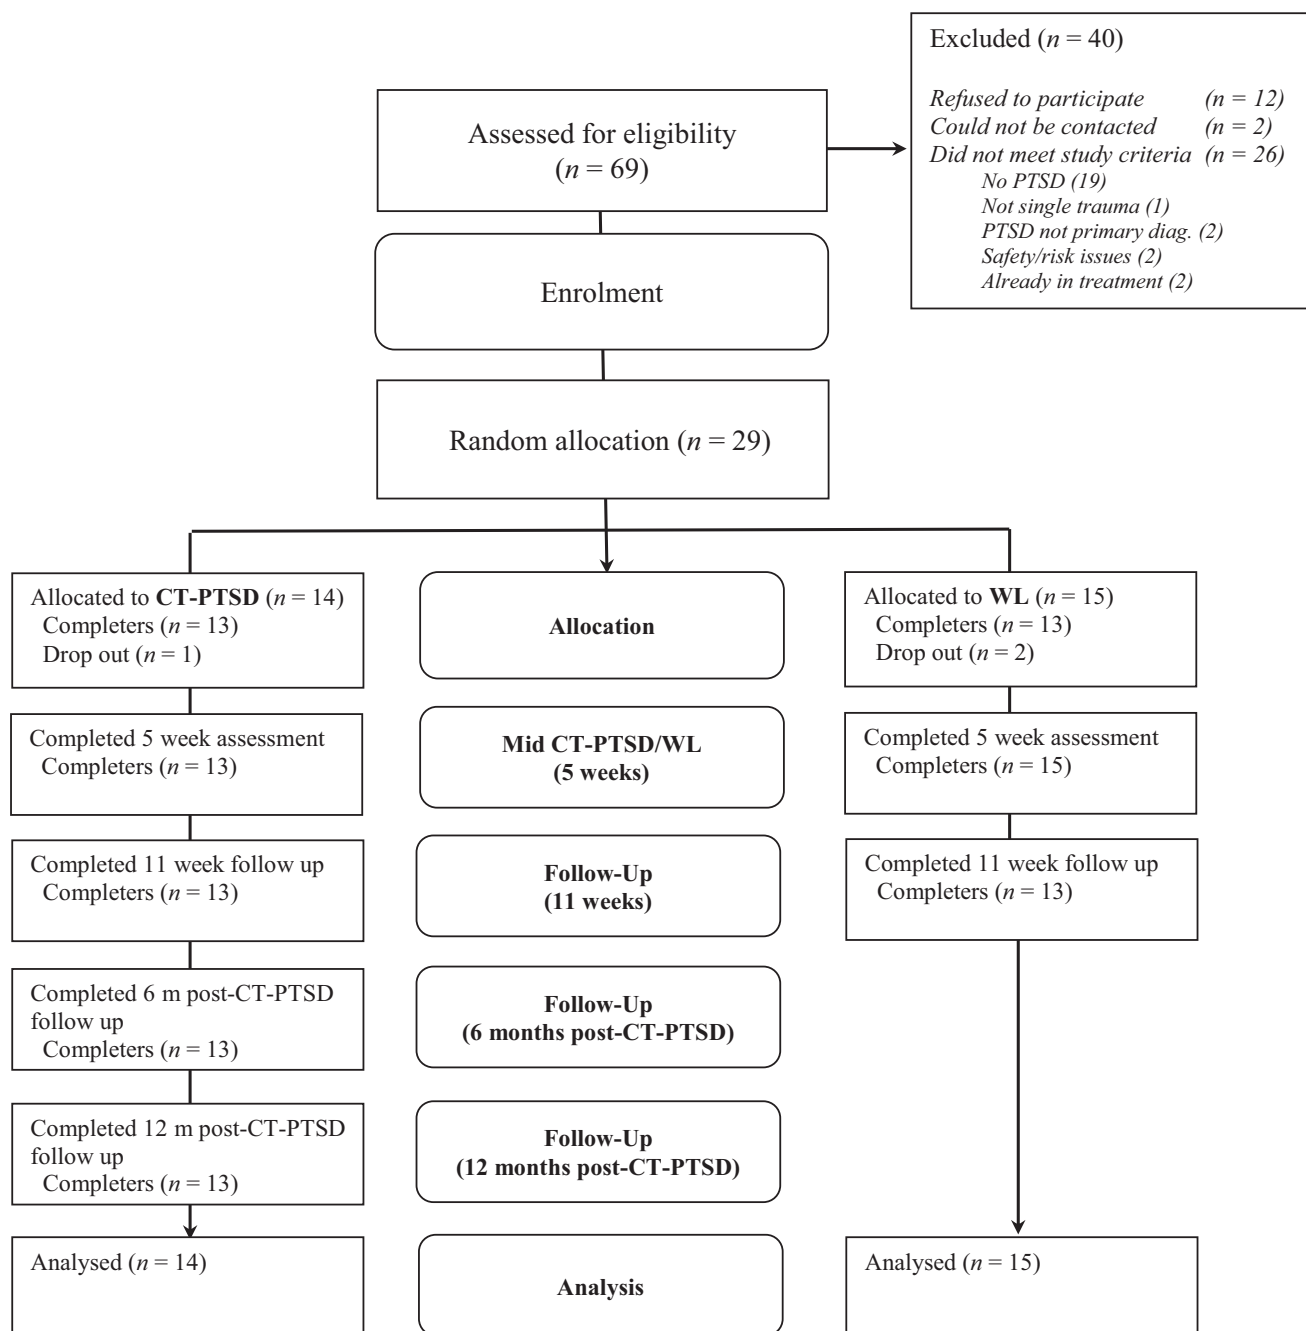 Excluded (n = 40)
Refused to participate (n = 12)
Could not be contacted (n = 2)
Did not meet study criteria (n = 26)
No PTSD (19)
Not single trauma (1)
PTSD not primary diag. (2)
Safety/risk issues (2)
Already in treatment (2)
Assessed for eligibility
(n = 69)
Enrolment
Random allocation (n = 29)
Allocated to CT-PTSD (n = 14)
Completers (n = 13)
Drop out (n = 1)
Allocation
Allocated to WL (n = 15)
Completers (n = 13)
Drop out (n = 2)
Completed 5 week assessment
Completers (n = 13)
Mid CT-PTSD/WL
(5 weeks)
Completed 5 week assessment
Completers (n = 15)
Completed 11 week follow up
Completers (n = 13)
Follow-Up
(11 weeks)
Completed 11 week follow up
Completers (n = 13)
Completed 6 m post-CT-PTSD
follow up
Completers (n = 13)
Follow-Up
(6 months post-CT-PTSD)
Completed 12 m post-CT-PTSD
follow up
Completers (n = 13)
Follow-Up
(12 months post-CT-PTSD)
Analysed (n = 14)
Analysis
Analysed (n = 15)